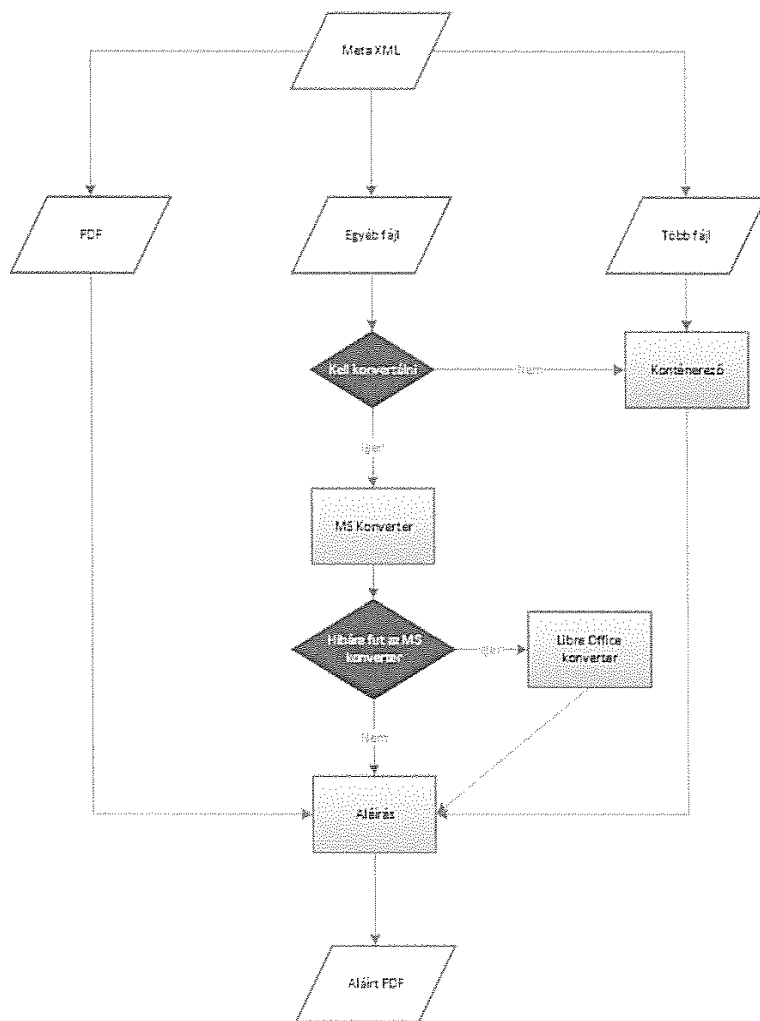 Meta XML
PDF
Egyéb fájl
Több fájl
Kell konvertálni
Nem
Konténerező
Igen
MS Konverter
Hibára fut az MS
konverter
Igen
Libre Office
konverter
Nem
Aláírás
Aláírt PDF